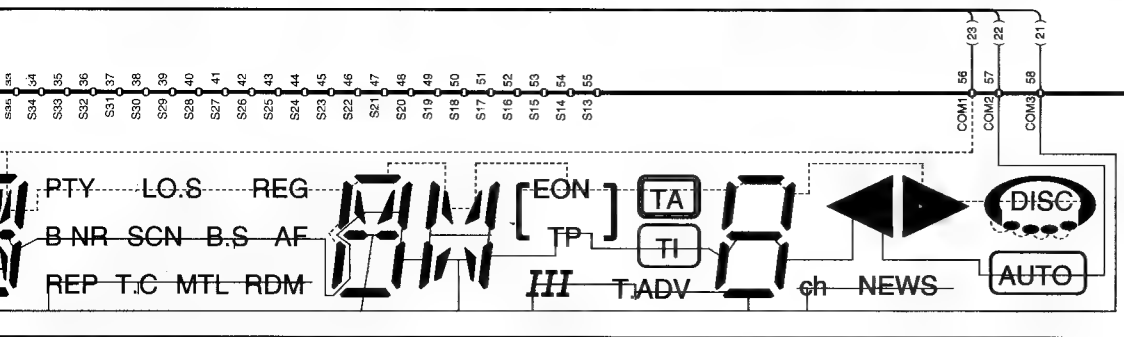 (23) (22) (21)
33 34 35 36 37 38 39 40 41 42 43 44 45 46 47 48 49 50 51 52 53 54 55 56 57 58
S35 S34 S33 S32 S31 S30 S29 S28 S27 S26 S25 S24 S23 S22 S21 S20 S19 S18 S17 S16 S15 S14 S13 COM1 COM2 COM3
PTY LO.S REG EON TA DISC
B NR SCN B.S AF TP TI
REP T.C MTL RDM III T.ADV ch NEWS AUTO